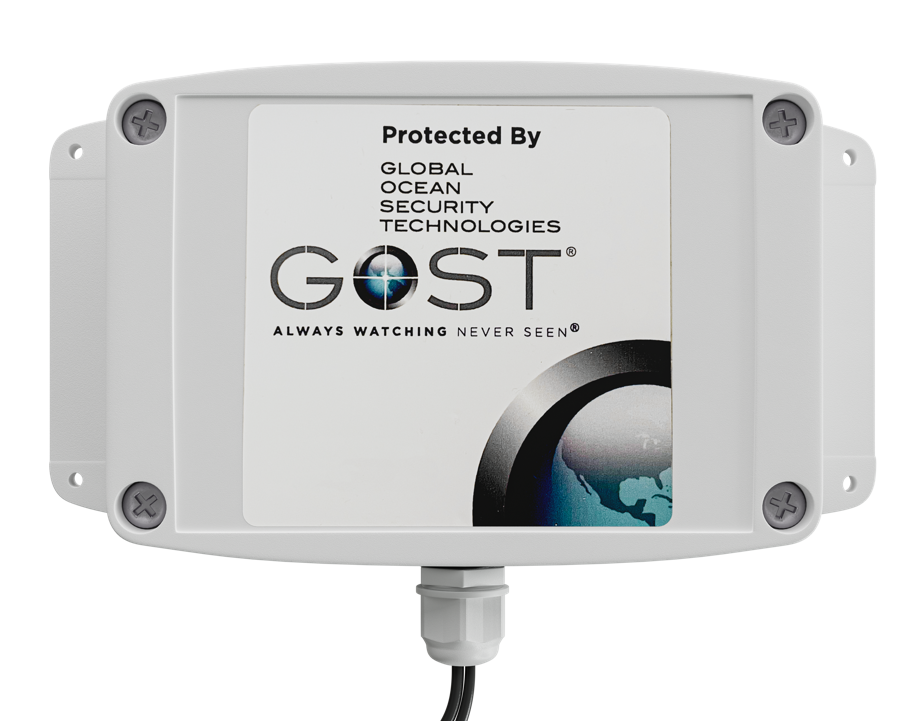 Protected By
GLOBAL
OCEAN
SECURITY
TECHNOLOGIES
GOST®
ALWAYS WATCHING NEVER SEEN®